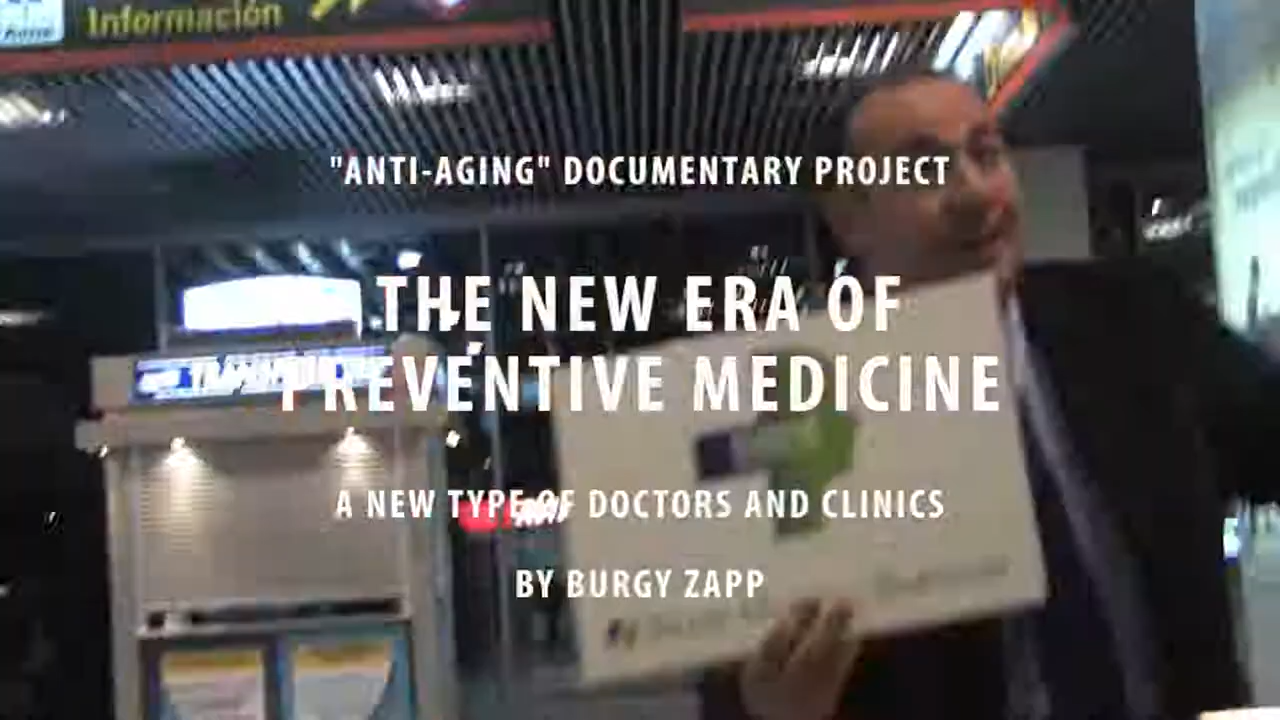 Información
"ANTI-AGING" DOCUMENTARY PROJECT
THE NEW ERA OF
PREVENTIVE MEDICINE
A NEW TYPE OF DOCTORS AND CLINICS
BY BURGY ZAPP